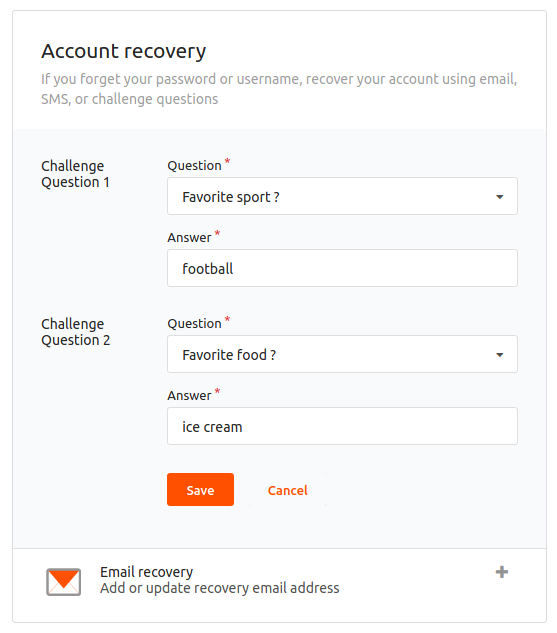 Account recovery
If you forget your password or username, recover your account using email,
SMS, or challenge questions
Challenge
Question 1
Question *
Favorite sport ?
Answer *
football
Challenge
Question 2
Question *
Favorite food ?
Answer *
ice cream
Save
Cancel
Email recovery
Add or update recovery email address